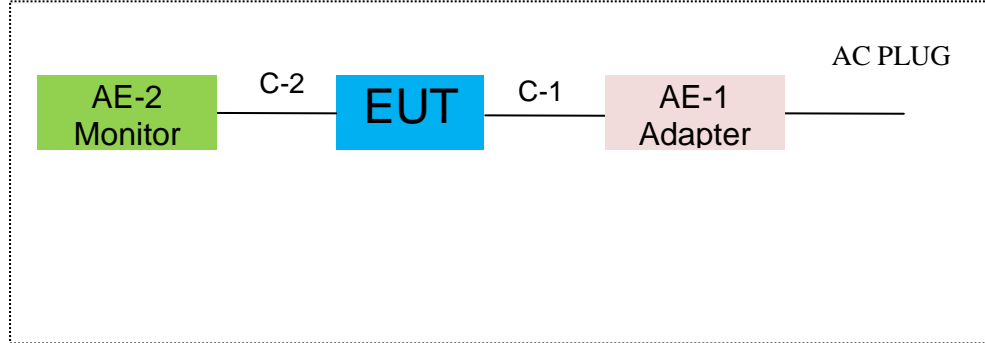 AC PLUG
AE-2
Monitor
C-2
EUT
C-1
AE-1
Adapter